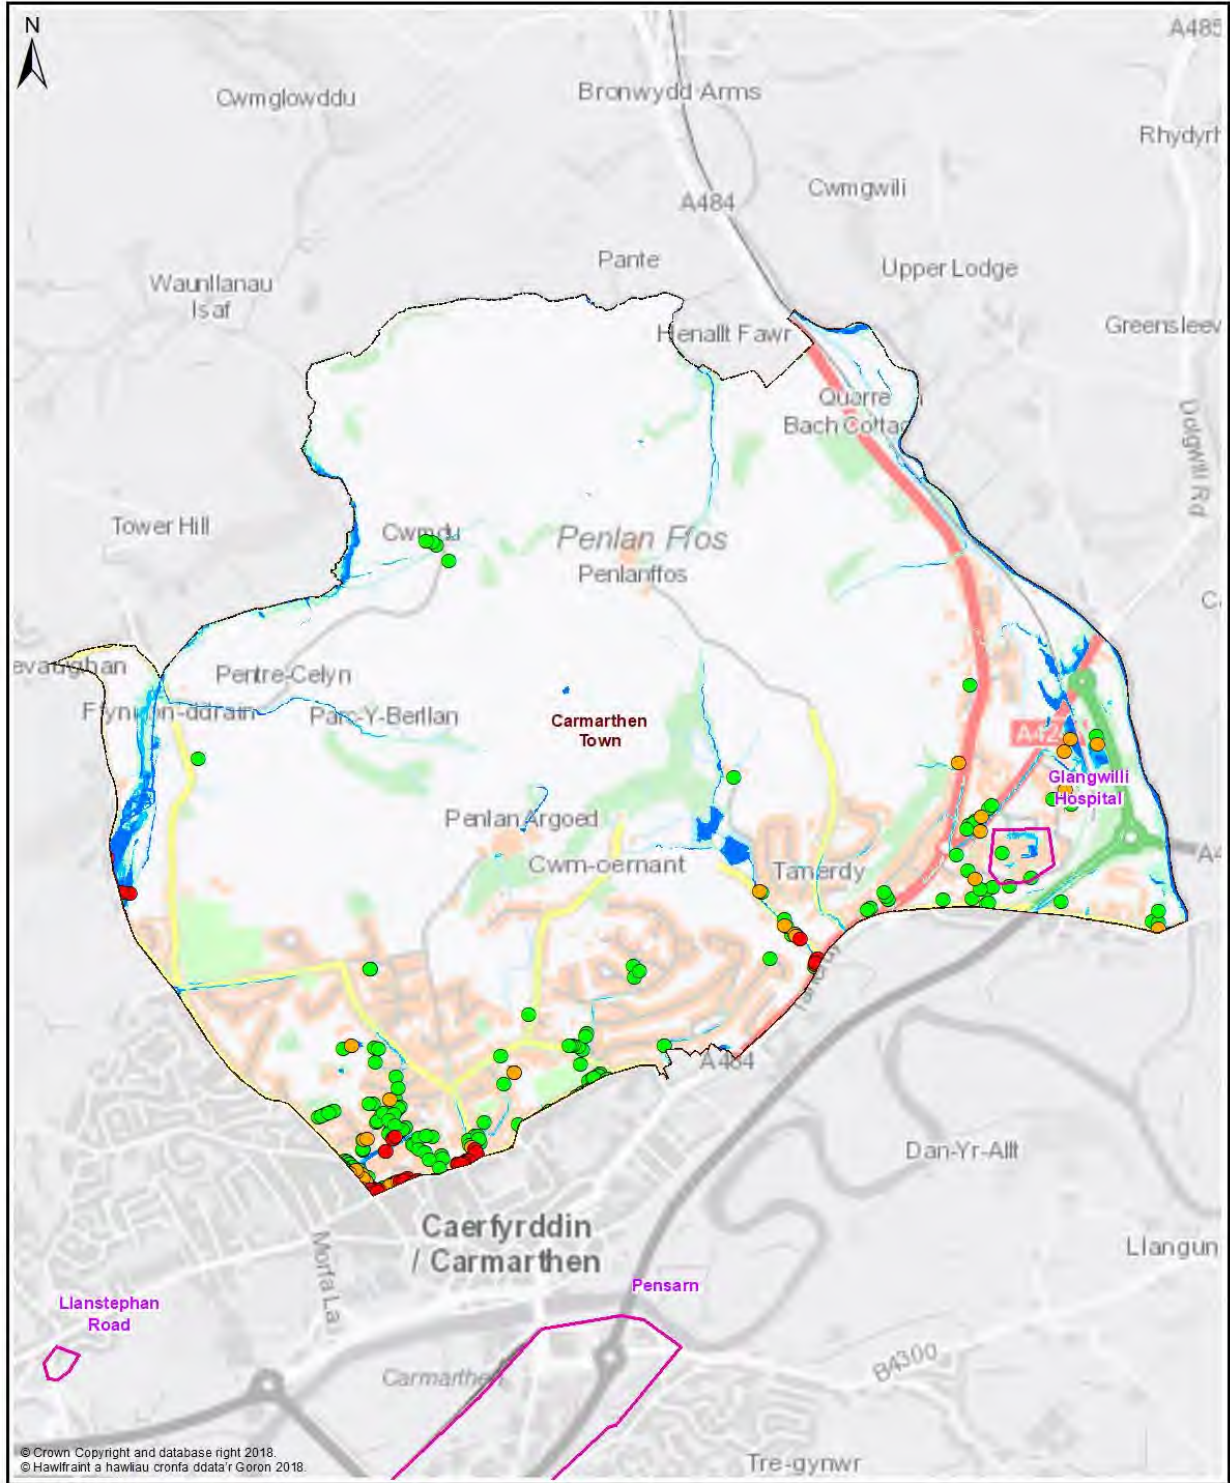 N
A485
Cwmglowddu
Bronwydd Arms
Rhydyrh
Cwmgwili
A484
Pante
Upper Lodge
Waunllanau
Isaf
Henallt Fawr
Greensleev
Quarre
Bach Cottag
Dolgwili Rd
Tower Hill
Cwmdu
Penlan Ffos
Penlanffos
evaughan
Pentre-Celyn
Ffynnon-ddrain
Parc-Y-Berllan
Carmarthen
Town
Glangwilli
Hospital
Penlan Argoed
Cwm-oernant
Tanerdy
A4
A484
Dan-Yr-Allt
Caerfyrddin
/ Carmarthen
Morfa La
Llangun
Pensarn
Llanstephan
Road
B4300
Carmarthen
© Crown Copyright and database right 2018.
© Hawlfraint a hawliau cronfa ddata'r Goron 2018.
Tre-gynwr